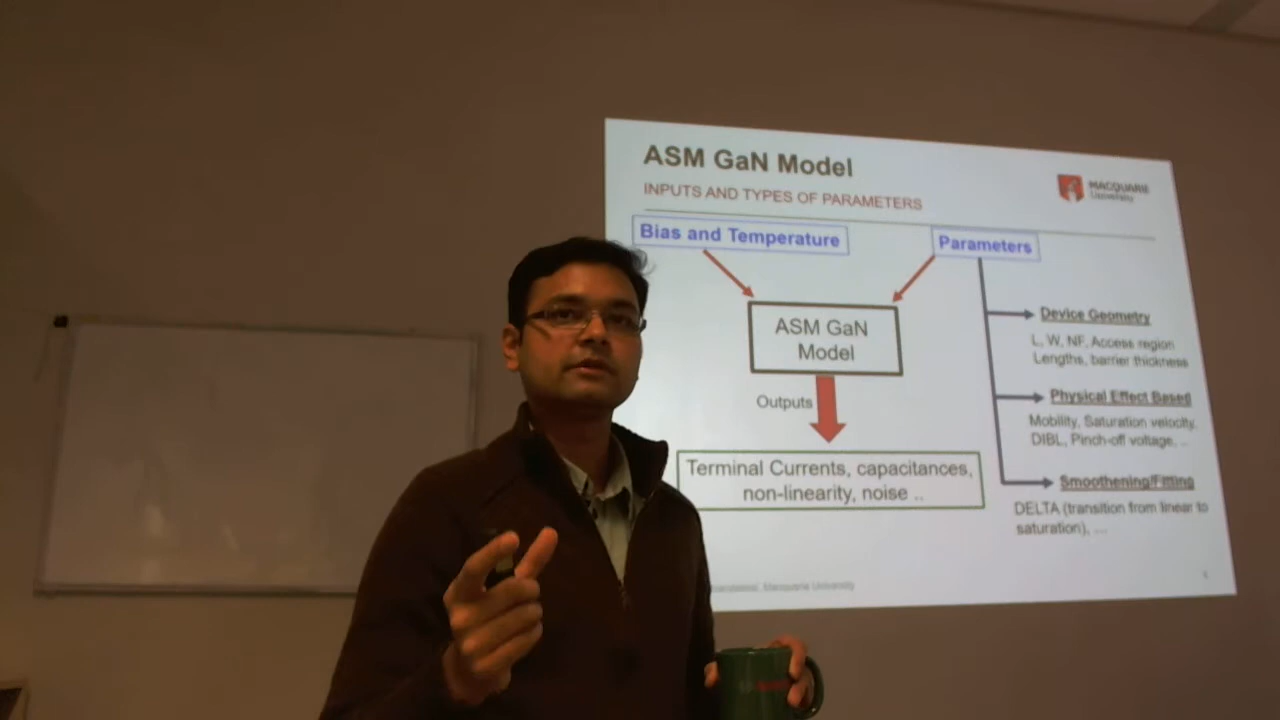 ASM GaN Model
INPUTS AND TYPES OF PARAMETERS
MACQUARIE
University
Bias and Temperature
Parameters
ASM GaN
Model
Outputs
Terminal Currents, capacitances,
non-linearity, noise ..
Device Geometry
L, W, NF, Access region
Lengths, barrier thickness
Physical Effect Based
Mobility, Saturation velocity,
DIBL, Pinch-off voltage, ..
Smoothening/Fitting
DELTA (transition from linear to
saturation), ...
Macquarie University